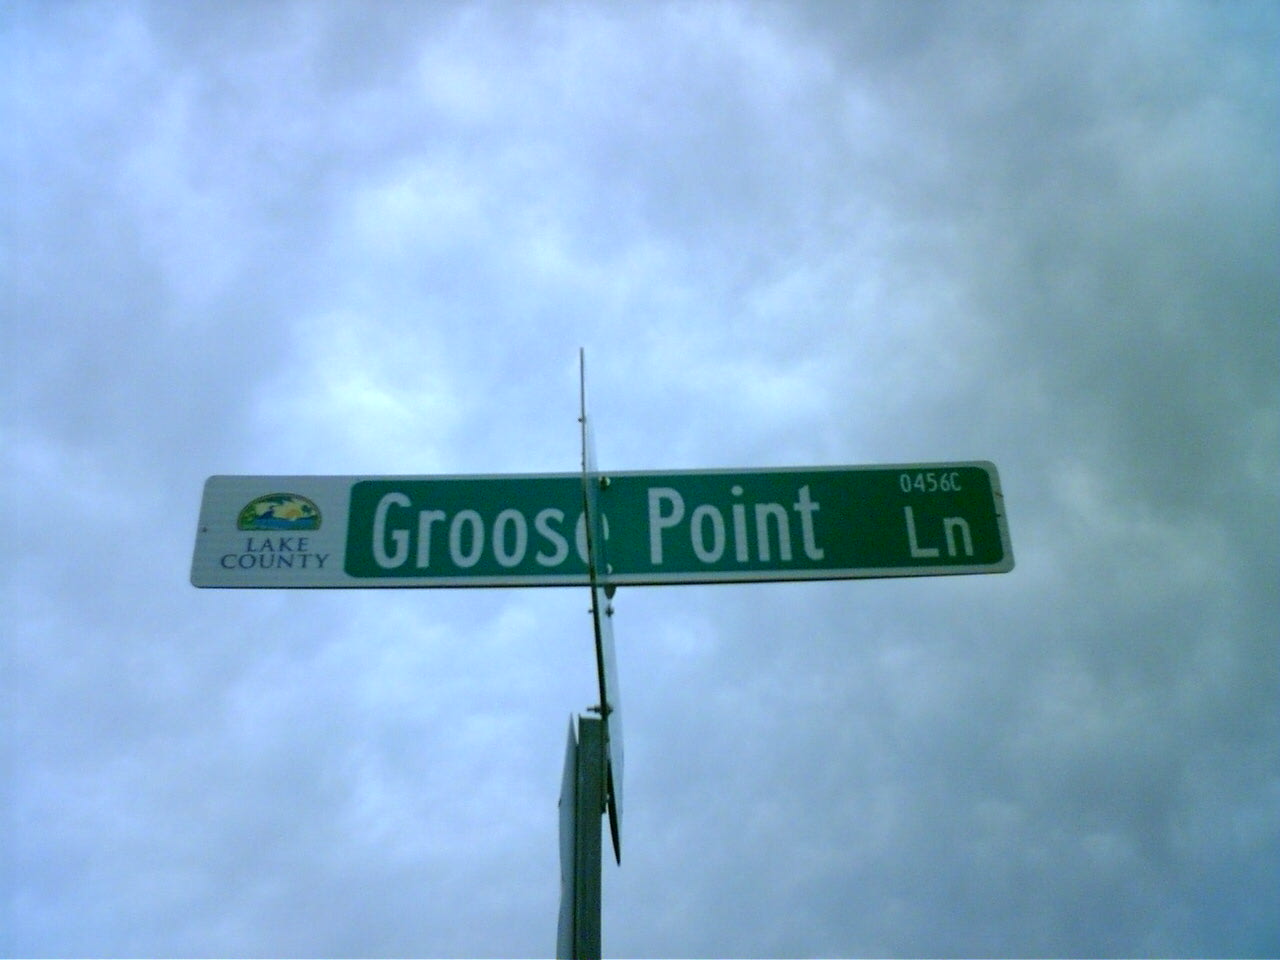 LAKE
COUNTY
Groose Point Ln
0456C